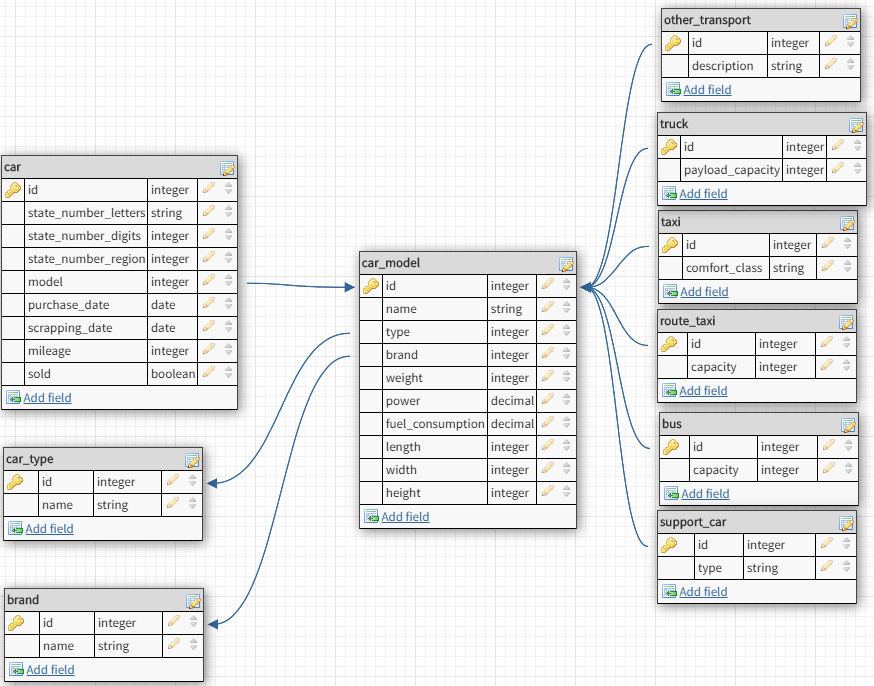 car
id integer
state_number_letters string
state_number_digits integer
state_number_region integer
model integer
purchase_date date
scrapping_date date
mileage integer
sold boolean
Add field
car_type
id integer
name string
Add field
brand
id integer
name string
Add field
car_model
id integer
name string
type integer
brand integer
weight integer
power decimal
fuel_consumption decimal
length integer
width integer
height integer
Add field
other_transport
id integer
description string
Add field
truck
id integer
payload_capacity integer
Add field
taxi
id integer
comfort_class string
Add field
route_taxi
id integer
capacity integer
Add field
bus
id integer
capacity integer
Add field
support_car
id integer
type string
Add field